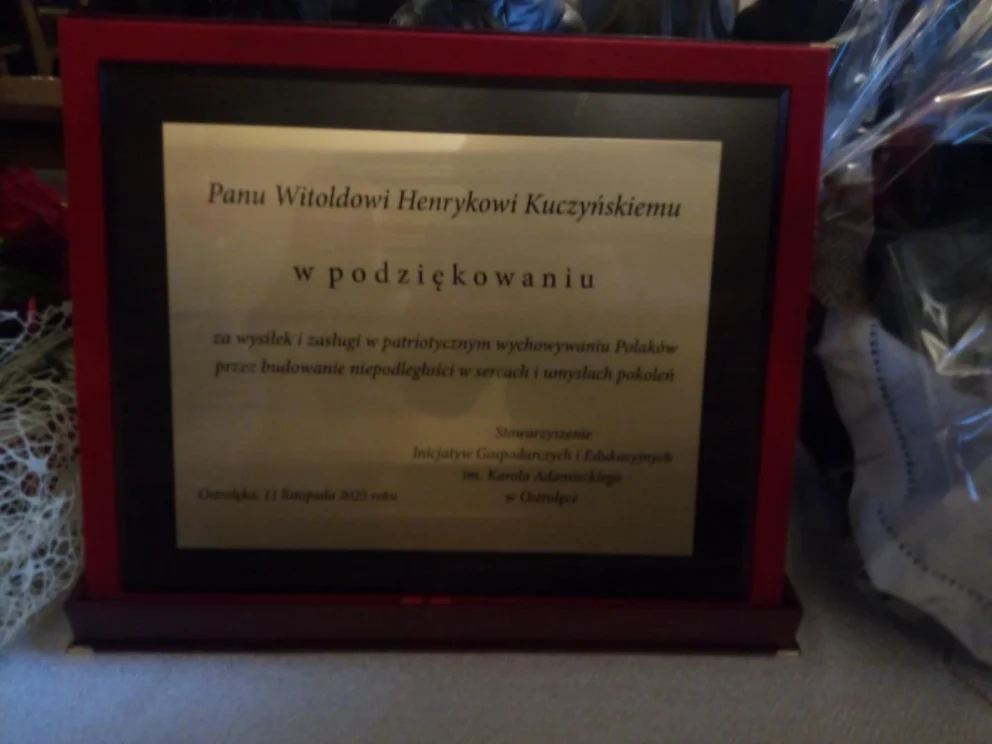 Panu Witoldowi Henrykowi Kuczyńskiemu
w podziękowaniu
za wysiłek i zasługi w patriotycznym wychowywaniu Polaków
przez budowanie niepodległości w sercach i umysłach pokoleń
Stowarzyszenie
Inicjatyw Gospodarczych i Edukacyjnych
im. Karola Adamieckiego
w Ostrołęce
Ostrołęka, 11 listopada roku